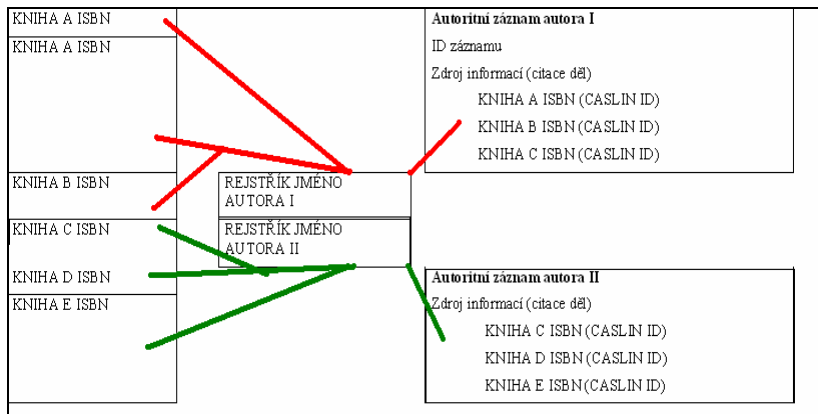 KNIHA A ISBN
KNIHA A ISBN
KNIHA B ISBN
KNIHA C ISBN
KNIHA D ISBN
KNIHA E ISBN
REJSTŘÍK JMÉNO
AUTORA I
REJSTŘÍK JMÉNO
AUTORA II
Autoritní záznam autora I
ID záznamu
Zdroj informací (citace děl)
KNIHA A ISBN (CASLIN ID)
KNIHA B ISBN (CASLIN ID)
KNIHA C ISBN (CASLIN ID)
Autoritní záznam autora II
Zdroj informací (citace děl)
KNIHA C ISBN (CASLIN ID)
KNIHA D ISBN (CASLIN ID)
KNIHA E ISBN (CASLIN ID)